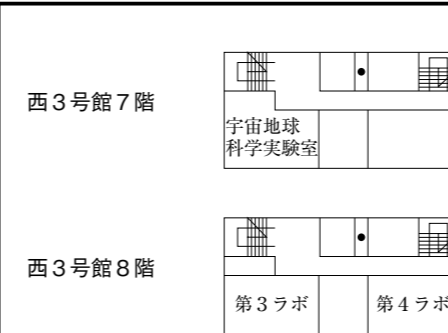 西３号館７階
宇宙地球
科学実験室
西３号館８階
第３ラボ
第４ラボ